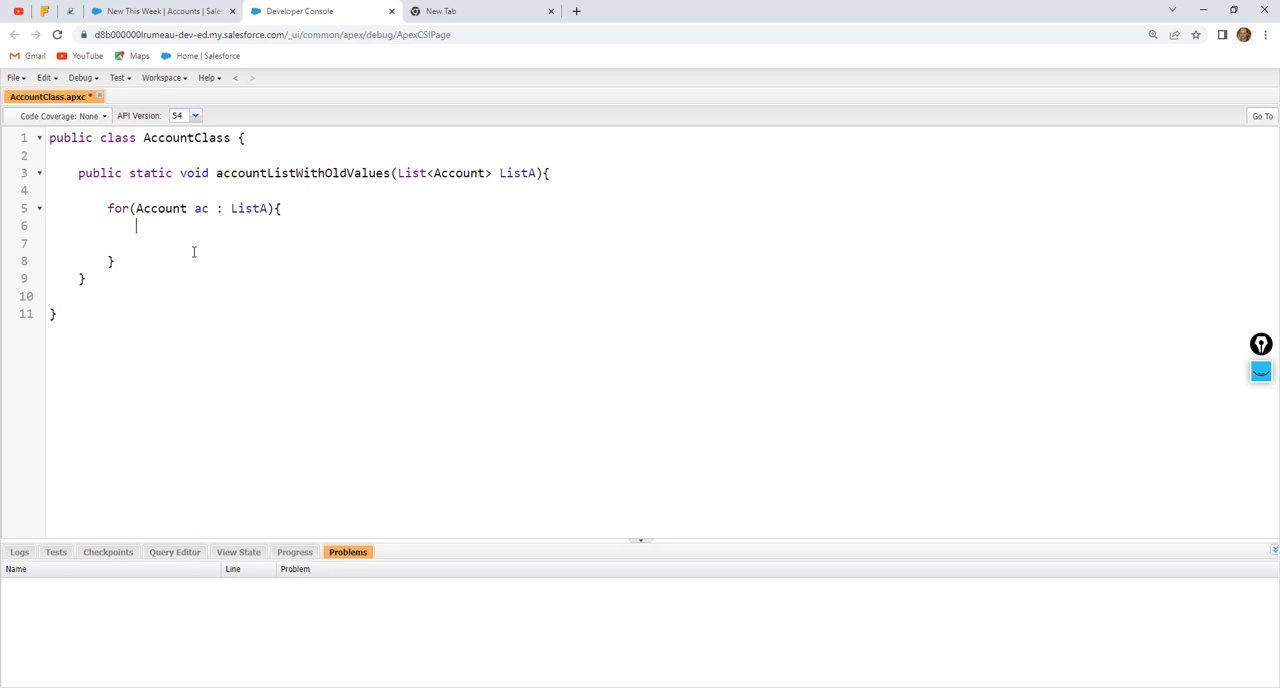 New This Week | Accounts | Sales
Developer Console
New Tab
d8b000000lrumeau-dev-ed.my.salesforce.com/_ui/common/apex/debug/ApexCSIPage
Gmail YouTube Maps Home | Salesforce
File Edit Debug Test Workspace Help < >
AccountClass.apxc *
Code Coverage: None API Version: 54 Go To
1 public class AccountClass {
2
3 public static void accountListWithOldValues(List<Account> ListA){
4
5 for(Account ac : ListA){
6
7
8 }
9 }
10
11 }
Logs Tests Checkpoints Query Editor View State Progress Problems
Name Line Problem